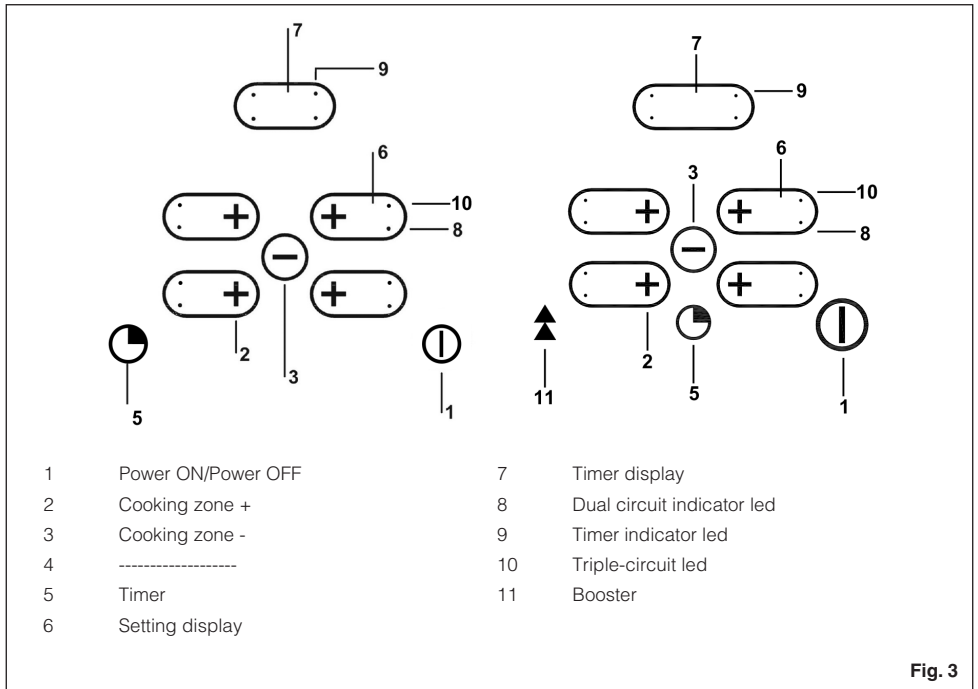 7
9
6
10
8
2
3
5
1
7
9
3
6
10
8
2
5
11
1
1 Power ON/Power OFF
2 Cooking zone +
3 Cooking zone -
4 -------------------
5 Timer
6 Setting display
7 Timer display
8 Dual circuit indicator led
9 Timer indicator led
10 Triple-circuit led
11 Booster
Fig. 3